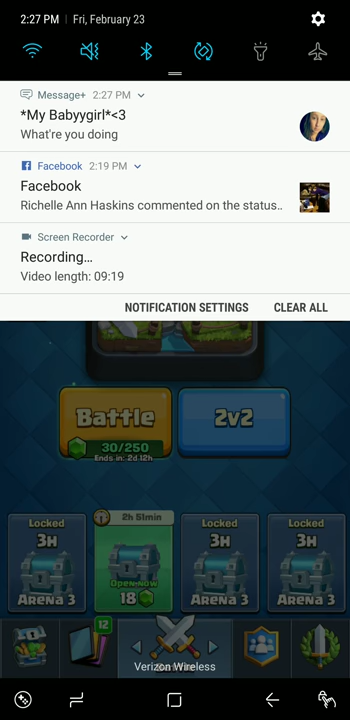 2:27 PM | Fri, February 23
Message+ 2:27 PM
*My Babyygirl*<3
What're you doing
Facebook 2:19 PM
Facebook
Richelle Ann Haskins commented on the status..
Screen Recorder
Recording...
Video length: 09:19
NOTIFICATION SETTINGS CLEAR ALL
Battle 2v2
30/250
Ends in: 2d 12h
2h 51min
Locked Locked Locked
3H 3H 3H
Open now
18
Arena 3 Arena 3 Arena 3
12
Verizon Wireless